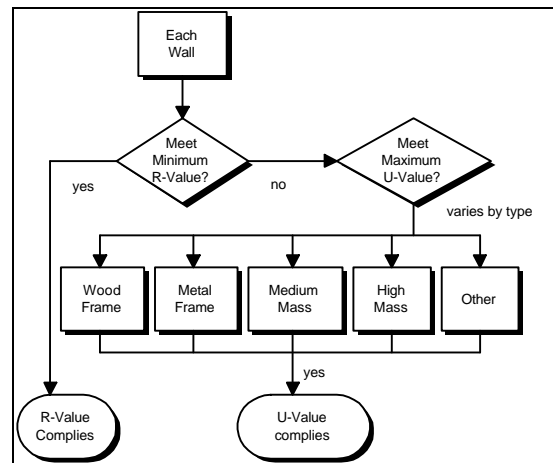 Each
Wall
Meet
Minimum
R-Value?
Meet
Maximum
U-Value?
yes
no
varies by type
Wood
Frame
Metal
Frame
Medium
Mass
High
Mass
Other
yes
R-Value
Complies
U-Value
complies